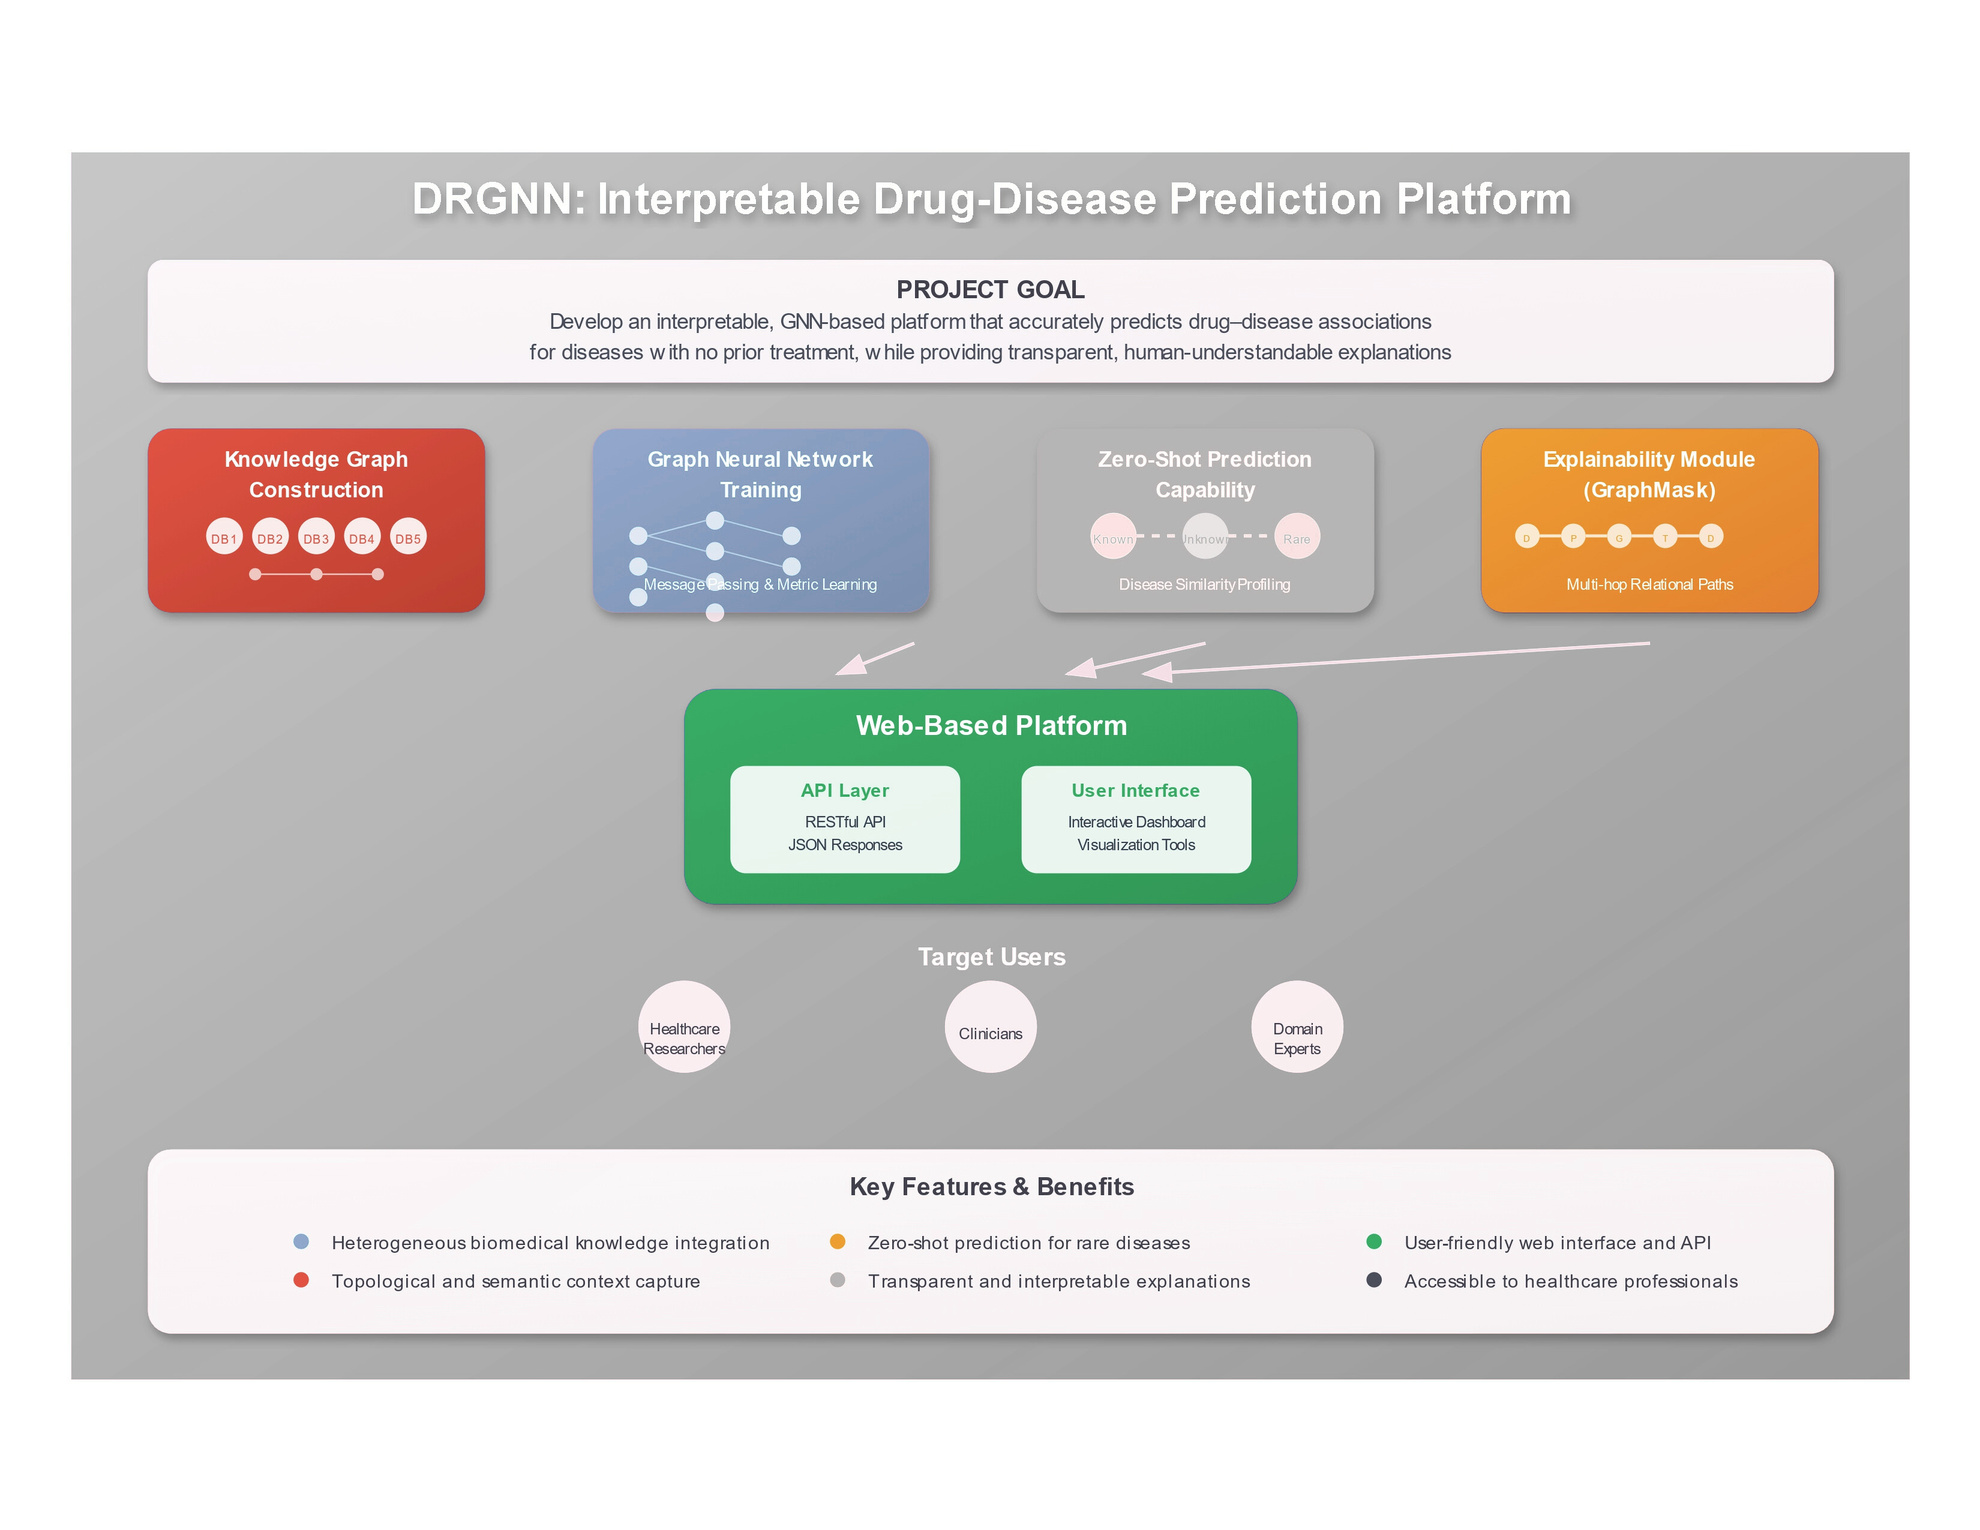 DRGNN: Interpretable Drug-Disease Prediction Platform
PROJECT GOAL
Develop an interpretable, GNN-based platform that accurately predicts drug–disease associations
for diseases with no prior treatment, while providing transparent, human-understandable explanations
Knowledge Graph
Construction
DB1 DB2 DB3 DB4 DB5
Graph Neural Network
Training
Message Passing & Metric Learning
Zero-Shot Prediction
Capability
Known Unknown Rare
Disease Similarity Profiling
Explainability Module
(GraphMask)
D P G T D
Multi-hop Relational Paths
Web-Based Platform
API Layer
RESTful API
JSON Responses
User Interface
Interactive Dashboard
Visualization Tools
Target Users
Healthcare
Researchers
Clinicians
Domain
Experts
Key Features & Benefits
Heterogeneous biomedical knowledge integration
Topological and semantic context capture
Zero-shot prediction for rare diseases
Transparent and interpretable explanations
User-friendly web interface and API
Accessible to healthcare professionals